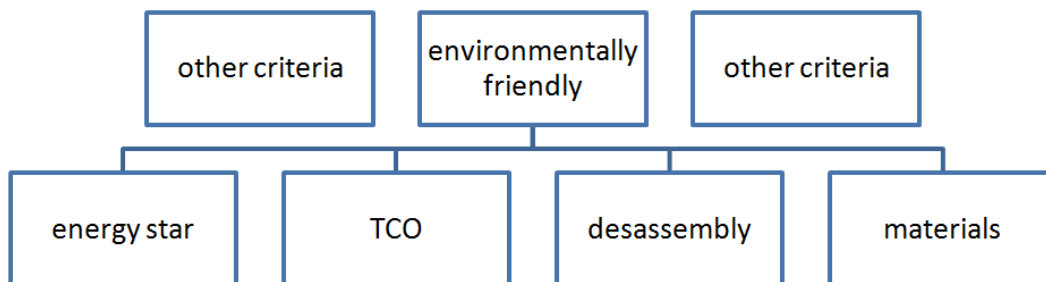 other criteria
environmentally
friendly
other criteria
energy star
TCO
desassembly
materials